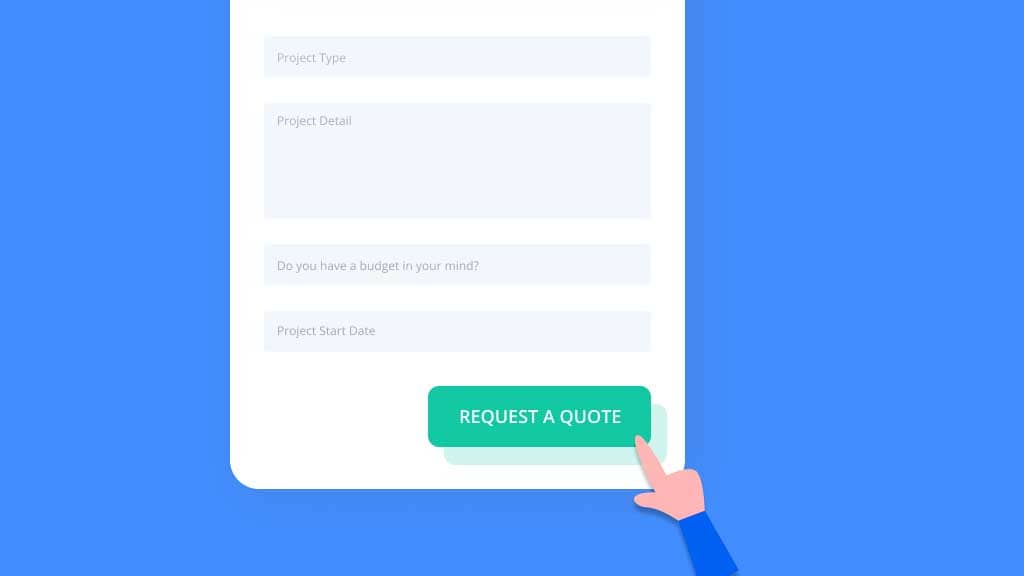 Project Type
Project Detail
Do you have a budget in your mind?
Project Start Date
REQUEST A QUOTE